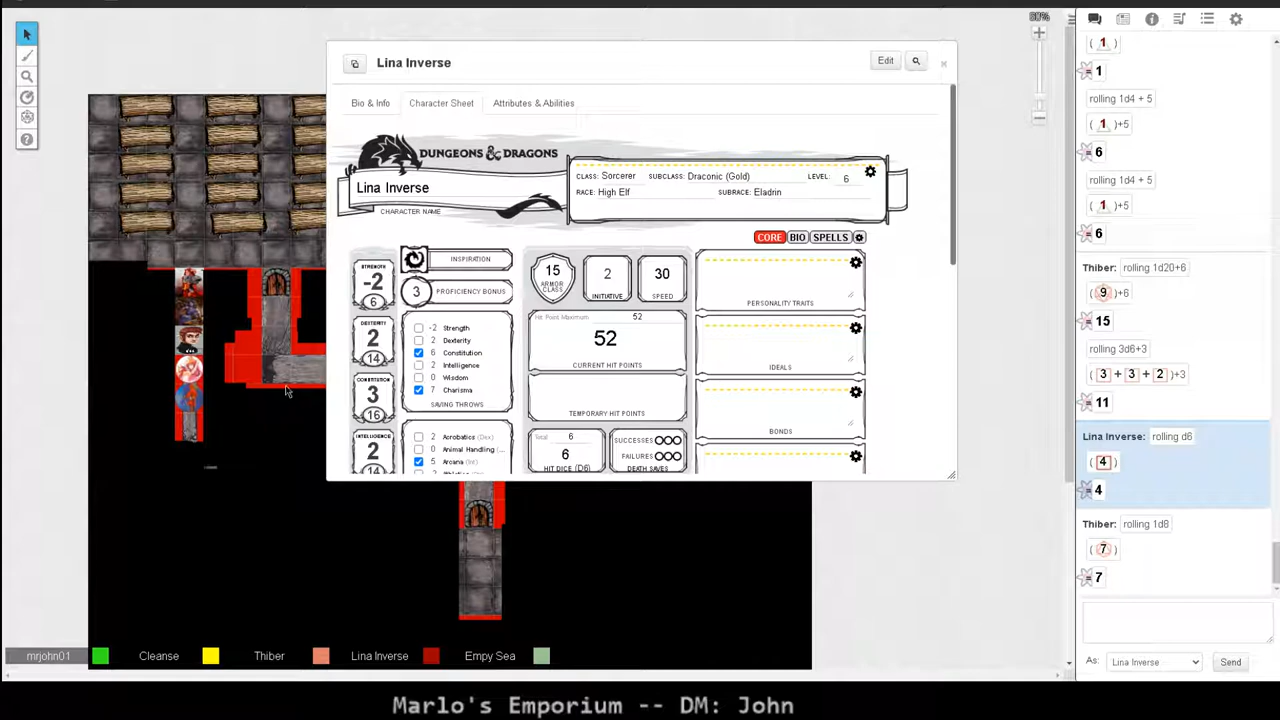 80%
Lina Inverse
Edit
Bio & Info
Character Sheet
Attributes & Abilities
DUNGEONS & DRAGONS
Lina Inverse
CHARACTER NAME
CLASS: Sorcerer SUBCLASS: Draconic (Gold) LEVEL: 6
RACE: High Elf SUBRACE: Eladrin
CORE BIO SPELLS
STRENGTH
-2
6
DEXTERITY
2
14
CONSTITUTION
3
16
INTELLIGENCE
2
14
INSPIRATION
3 PROFICIENCY BONUS
-2 Strength
2 Dexterity
6 Constitution
2 Intelligence
0 Wisdom
7 Charisma
SAVING THROWS
2 Acrobatics (Dex)
0 Animal Handling (...
5 Arcana (Int)
15
ARMOR CLASS
2
INITIATIVE
30
SPEED
Hit Point Maximum 52
52
CURRENT HIT POINTS
TEMPORARY HIT POINTS
Total 6
6
HIT DICE (D6)
SUCCESSES
FAILURES
DEATH SAVES
PERSONALITY TRAITS
IDEALS
BONDS
(1)
=1
rolling 1d4 + 5
(1)+5
=6
rolling 1d4 + 5
(1)+5
=6
Thiber: rolling 1d20+6
(9)+6
=15
rolling 3d6+3
(3+3+2)+3
=11
Lina Inverse: rolling d6
(4)
=4
Thiber: rolling 1d8
(7)
=7
As: Lina Inverse Send
mrjohn01 Cleanse Thiber Lina Inverse Empy Sea
Marlo's Emporium -- DM: John